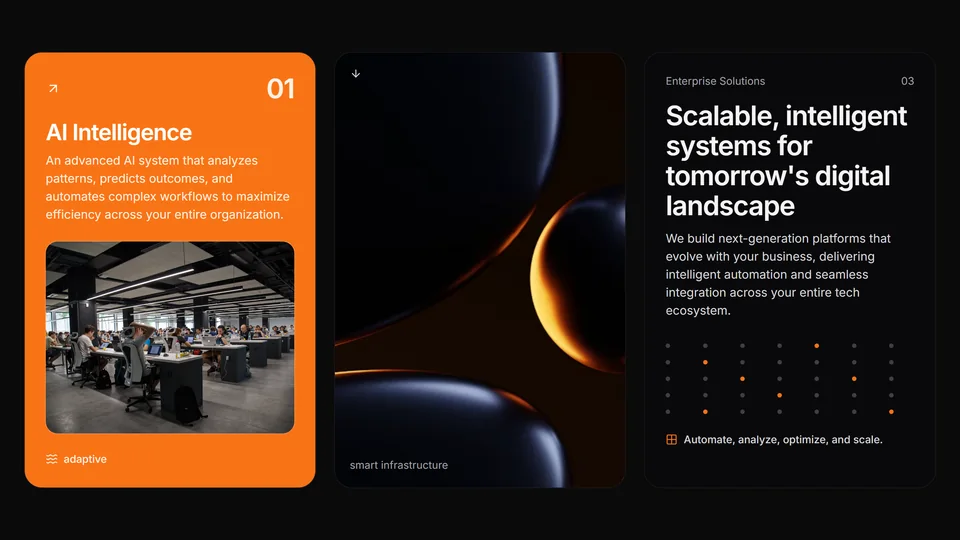 01
AI Intelligence
An advanced AI system that analyzes
patterns, predicts outcomes, and
automates complex workflows to maximize
efficiency across your entire organization.
adaptive
smart infrastructure
Enterprise Solutions
03
Scalable, intelligent
systems for
tomorrow's digital
landscape
We build next-generation platforms that
evolve with your business, delivering
intelligent automation and seamless
integration across your entire tech
ecosystem.
Automate, analyze, optimize, and scale.